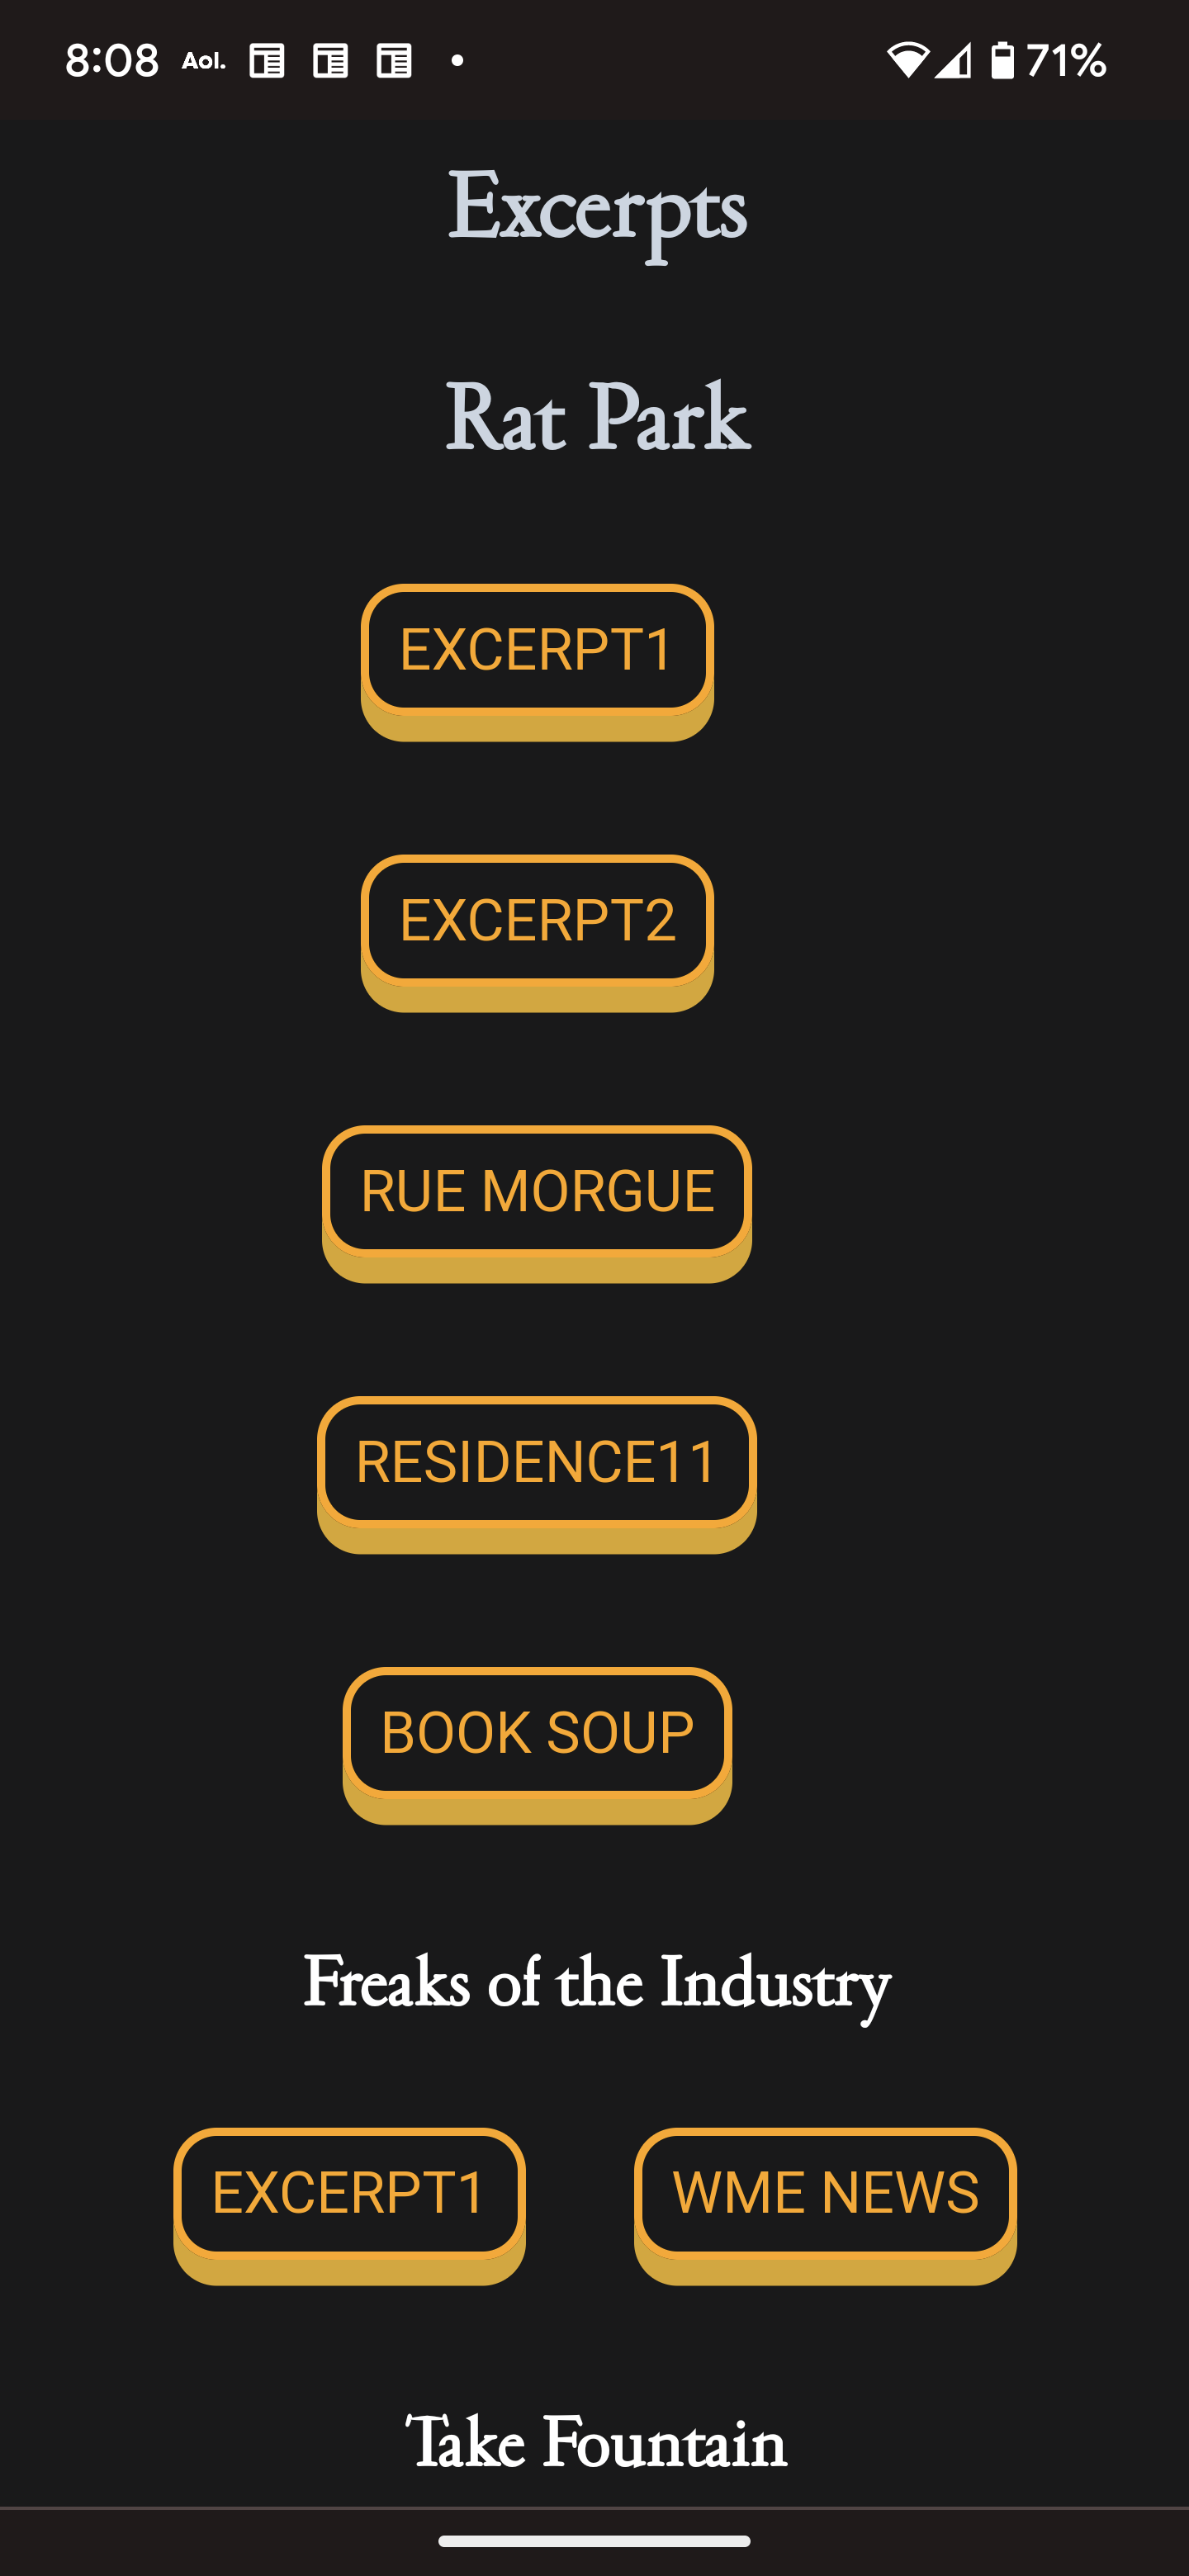 8:08 Aol. 71%
Excerpts
Rat Park
EXCERPT1
EXCERPT2
RUE MORGUE
RESIDENCE11
BOOK SOUP
Freaks of the Industry
EXCERPT1 WME NEWS
Take Fountain